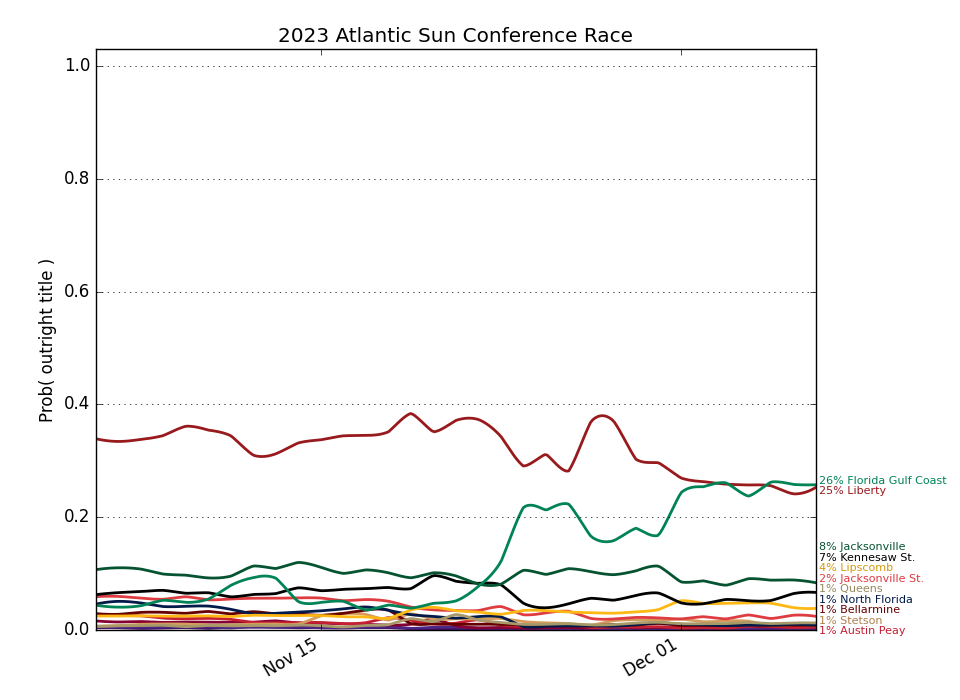 2023 Atlantic Sun Conference Race
Prob( outright title )
1.0
0.8
0.6
0.4
0.2
0.0
Nov 15
Dec 01
26% Florida Gulf Coast
25% Liberty
8% Jacksonville
7% Kennesaw St.
4% Lipscomb
2% Jacksonville St.
1% Queens
1% North Florida
1% Bellarmine
1% Stetson
1% Austin Peay